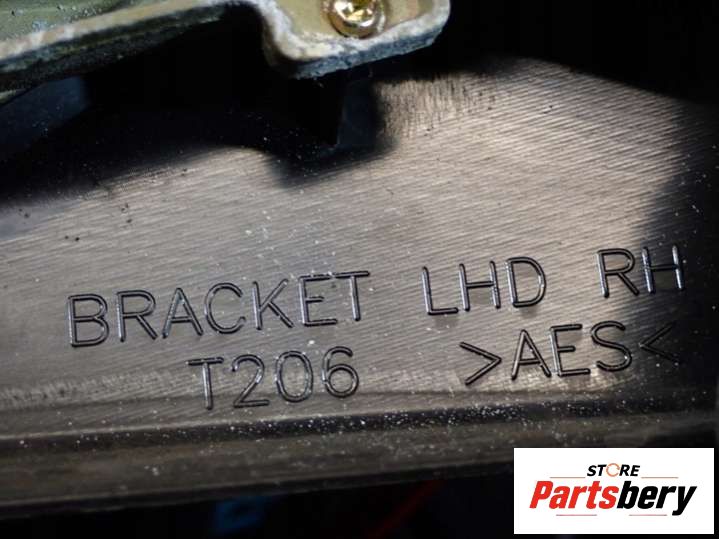 BRACKET LHD RH
T206 >AES<
STORE
Partsbery